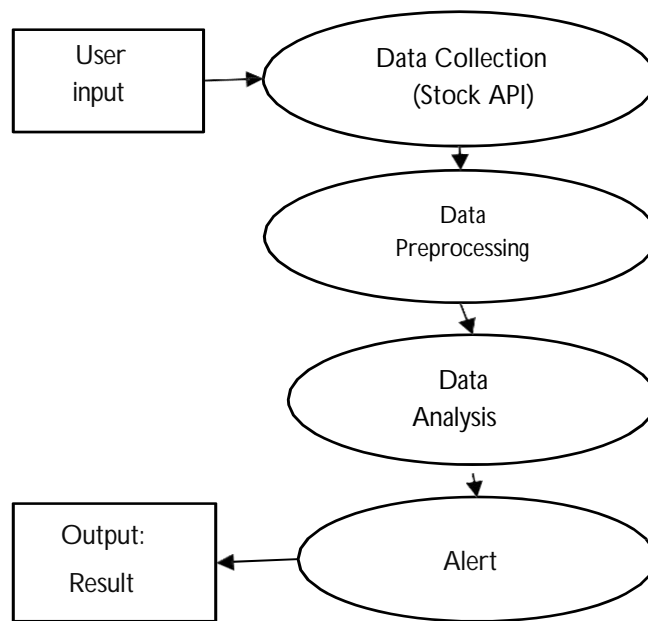 User
input
Data Collection
(Stock API)
Data
Preprocessing
Data
Analysis
Alert
Output:
Result